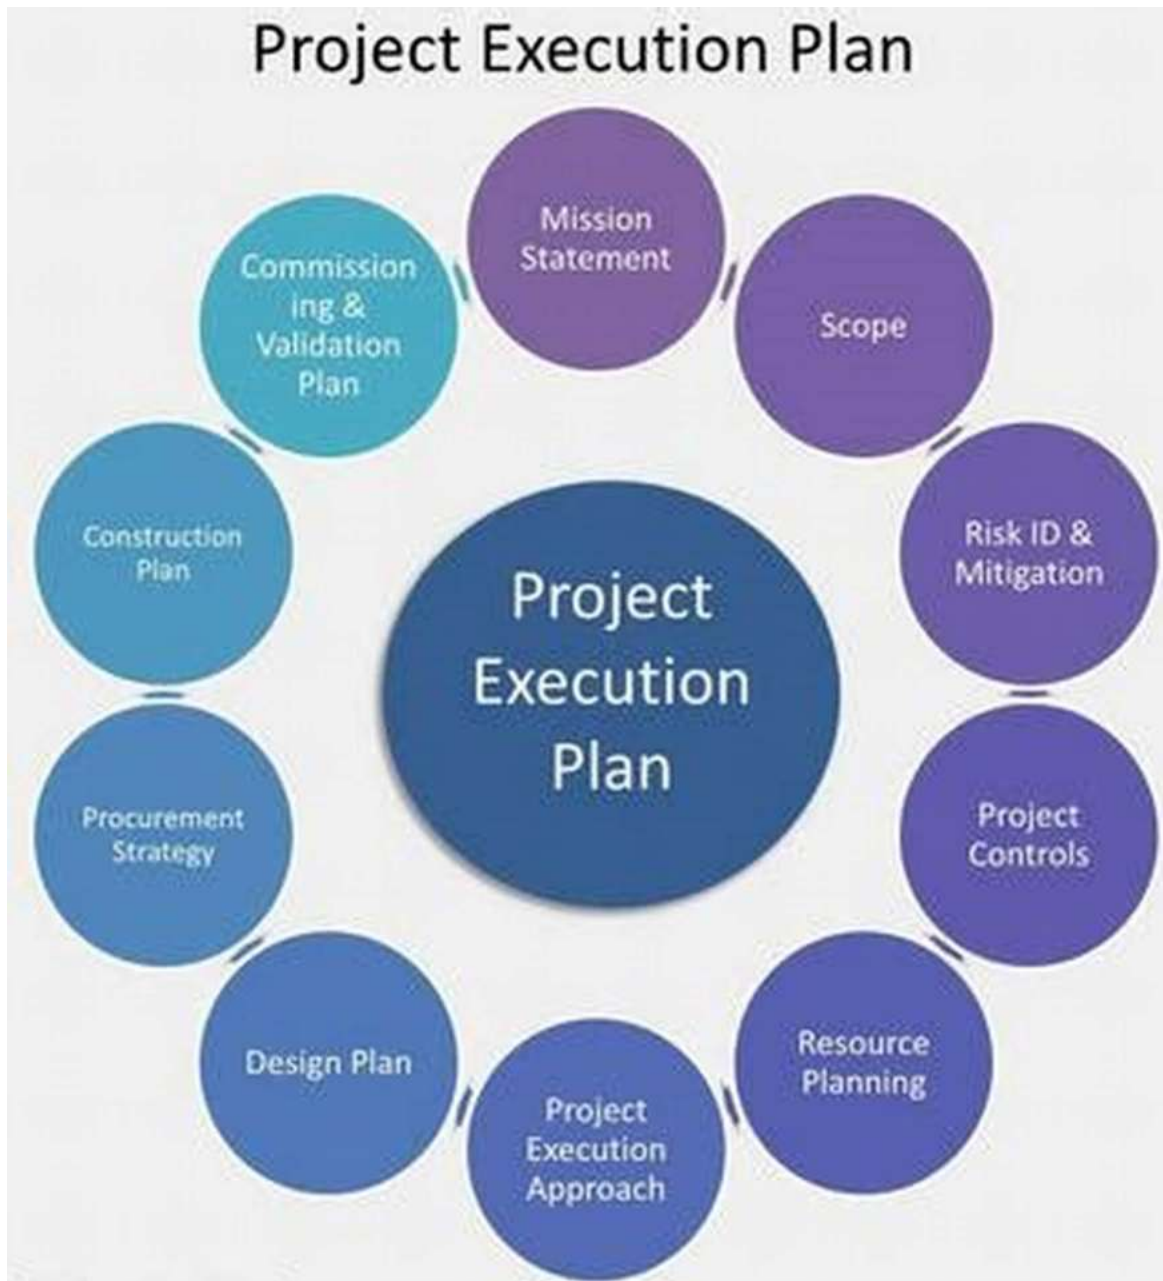 Project Execution Plan
Mission
Statement
Scope
Risk ID &
Mitigation
Project
Controls
Resource
Planning
Project
Execution
Approach
Design Plan
Procurement
Strategy
Construction
Plan
Commission
ing &
Validation
Plan
Project
Execution
Plan